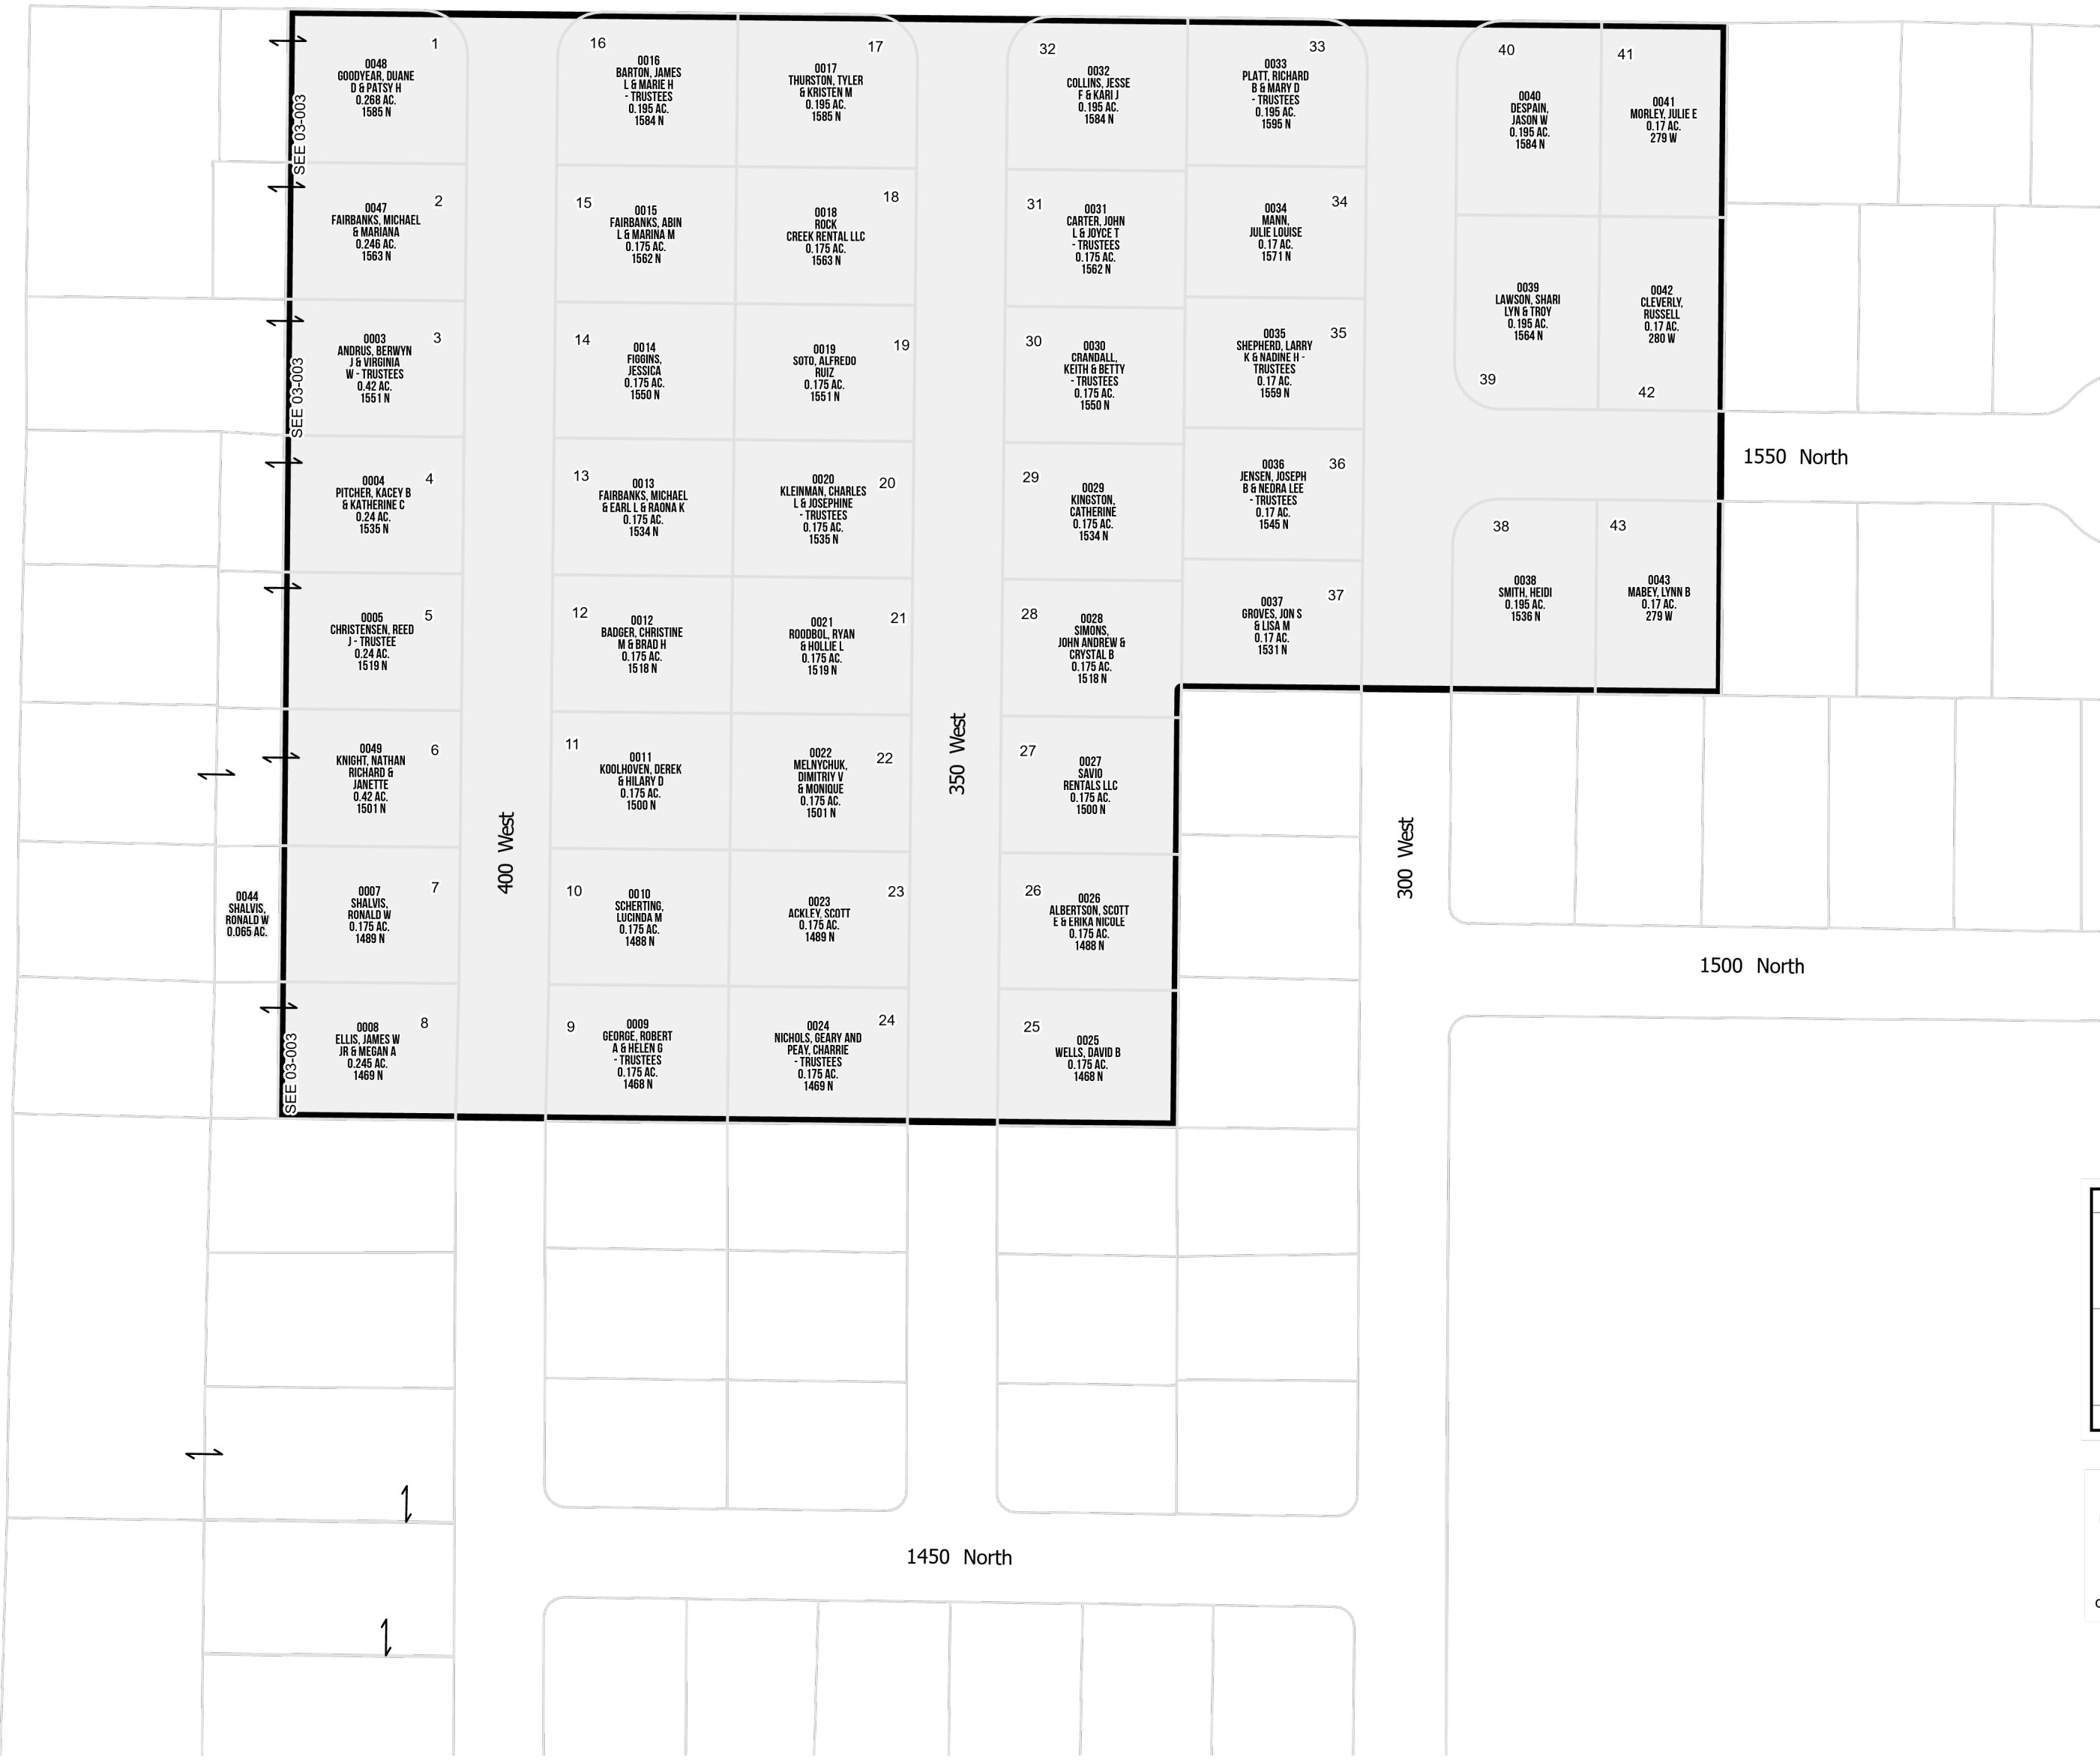 1
0048
GOODYEAR, DUANE
D & PATSY H
0.268 AC.
1585 N
16
0016
BARTON, JAMES
L & MARIE H
- TRUSTEES
0.195 AC.
1584 N
17
0017
THURSTON, TYLER
& KRISTEN M
0.195 AC.
1585 N
32
0032
COLLINS, JESSE
F & KARI J
0.195 AC.
1584 N
33
0033
PLATT, RICHARD
B & MARY D
- TRUSTEES
0.195 AC.
1595 N
40
0040
DESPAIN,
JASON W
0.195 AC.
1584 N
41
0041
MORLEY, JULIE E
0.17 AC.
279 W
SEE 03-003
2
0047
FAIRBANKS, MICHAEL
& MARIANA
0.246 AC.
1563 N
15
0015
FAIRBANKS, ABIN
L & MARINA M
0.175 AC.
1562 N
18
0018
ROCK
CREEK RENTAL LLC
0.175 AC.
1563 N
31
0031
CARTER, JOHN
L & JOYCE T
- TRUSTEES
0.175 AC.
1562 N
34
0034
MANN,
JULIE LOUISE
0.17 AC.
1571 N
0039
LAWSON, SHARI
LYN & TROY
0.195 AC.
1564 N
39
0042
CLEVERLY,
RUSSELL
0.17 AC.
280 W
42
SEE 03-003
3
0003
ANDRUS, BERWYN
J & VIRGINIA
W - TRUSTEES
0.42 AC.
1551 N
14
0014
FIGGINS,
JESSICA
0.175 AC.
1550 N
19
0019
SOTO, ALFREDO
RUIZ
0.175 AC.
1551 N
30
0030
CRANDALL,
KEITH & BETTY
- TRUSTEES
0.175 AC.
1550 N
35
0035
SHEPHERD, LARRY
K & NADINE H -
TRUSTEES
0.17 AC.
1559 N
1550 North
4
0004
PITCHER, KACEY B
& KATHERINE C
0.24 AC.
1535 N
13
0013
FAIRBANKS, MICHAEL
& EARL L & RAONA K
0.175 AC.
1534 N
20
0020
KLEINMAN, CHARLES
L & JOSEPHINE
- TRUSTEES
0.175 AC.
1535 N
29
0029
KINGSTON,
CATHERINE
0.175 AC.
1534 N
36
0036
JENSEN, JOSEPH
B & NEDRA LEE
- TRUSTEES
0.17 AC.
1545 N
38
0038
SMITH, HEIDI
0.195 AC.
1536 N
43
0043
MABEY, LYNN B
0.17 AC.
279 W
5
0005
CHRISTENSEN, REED
J - TRUSTEE
0.24 AC.
1519 N
12
0012
BADGER, CHRISTINE
M & BRAD H
0.175 AC.
1518 N
21
0021
ROODBOL, RYAN
& HOLLIE L
0.175 AC.
1519 N
28
0028
SIMONS,
JOHN ANDREW &
CRYSTAL B
0.175 AC.
1518 N
37
0037
GROVES, JON S
& LISA M
0.17 AC.
1531 N
6
0049
KNIGHT, NATHAN
RICHARD &
JANETTE
0.42 AC.
1501 N
400 West
11
0011
KOOLHOVEN, DEREK
& HILARY D
0.175 AC.
1500 N
22
0022
MELNYCHUK,
DIMITRIY V
& MONIQUE
0.175 AC.
1501 N
350 West
27
0027
SAVIO
RENTALS LLC
0.175 AC.
1500 N
300 West
0044
SHALVIS,
RONALD W
0.065 AC.
7
0007
SHALVIS,
RONALD W
0.175 AC.
1489 N
10
0010
SCHERTING,
LUCINDA M
0.175 AC.
1488 N
23
0023
ACKLEY, SCOTT
0.175 AC.
1489 N
26
0026
ALBERTSON, SCOTT
E & ERIKA NICOLE
0.175 AC.
1488 N
1500 North
SEE 03-003
8
0008
ELLIS, JAMES W
JR & MEGAN A
0.245 AC.
1469 N
9
0009
GEORGE, ROBERT
A & HELEN G
- TRUSTEES
0.175 AC.
1468 N
24
0024
NICHOLS, GEARY AND
PEAY, CHARRIE
- TRUSTEES
0.175 AC.
1469 N
25
0025
WELLS, DAVID B
0.175 AC.
1468 N
1450 North